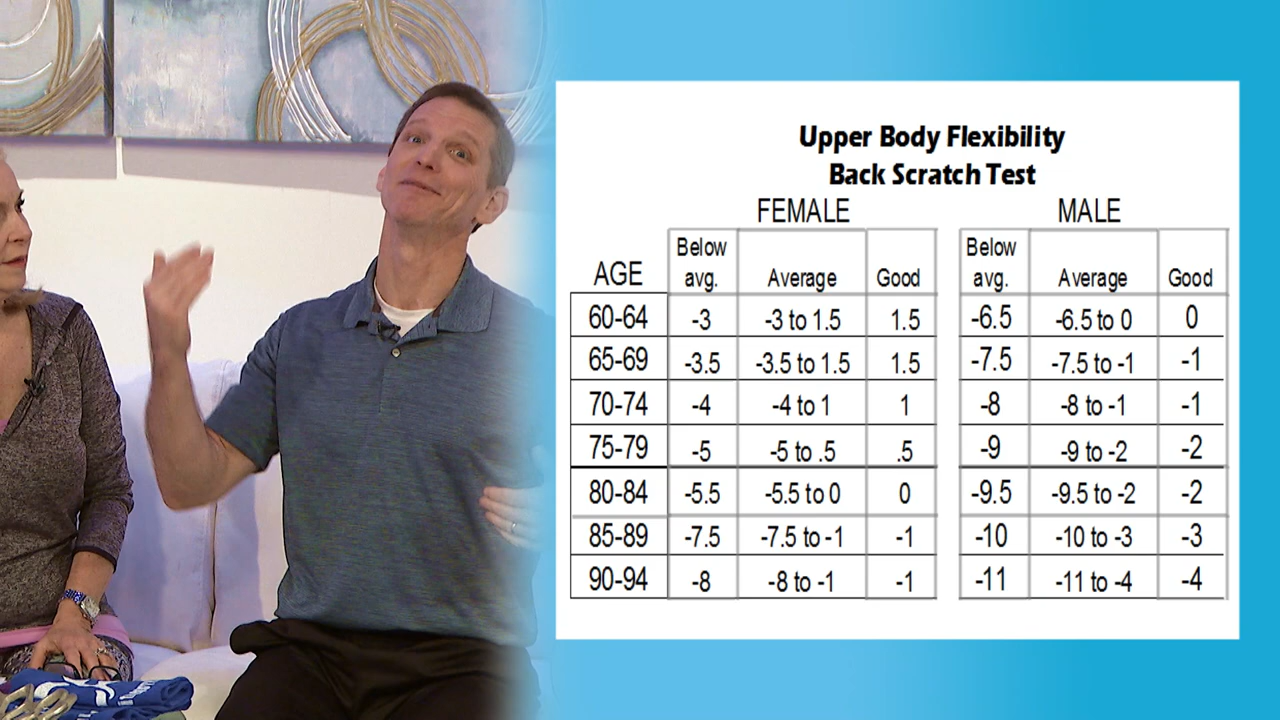 Upper Body Flexibility
Back Scratch Test
FEMALE MALE
AGE Below avg. Average Good Below avg. Average Good
60-64 -3 -3 to 1.5 1.5 -6.5 -6.5 to 0 0
65-69 -3.5 -3.5 to 1.5 1.5 -7.5 -7.5 to -1 -1
70-74 -4 -4 to 1 1 -8 -8 to -1 -1
75-79 -5 -5 to .5 .5 -9 -9 to -2 -2
80-84 -5.5 -5.5 to 0 0 -9.5 -9.5 to -2 -2
85-89 -7.5 -7.5 to -1 -1 -10 -10 to -3 -3
90-94 -8 -8 to -1 -1 -11 -11 to -4 -4